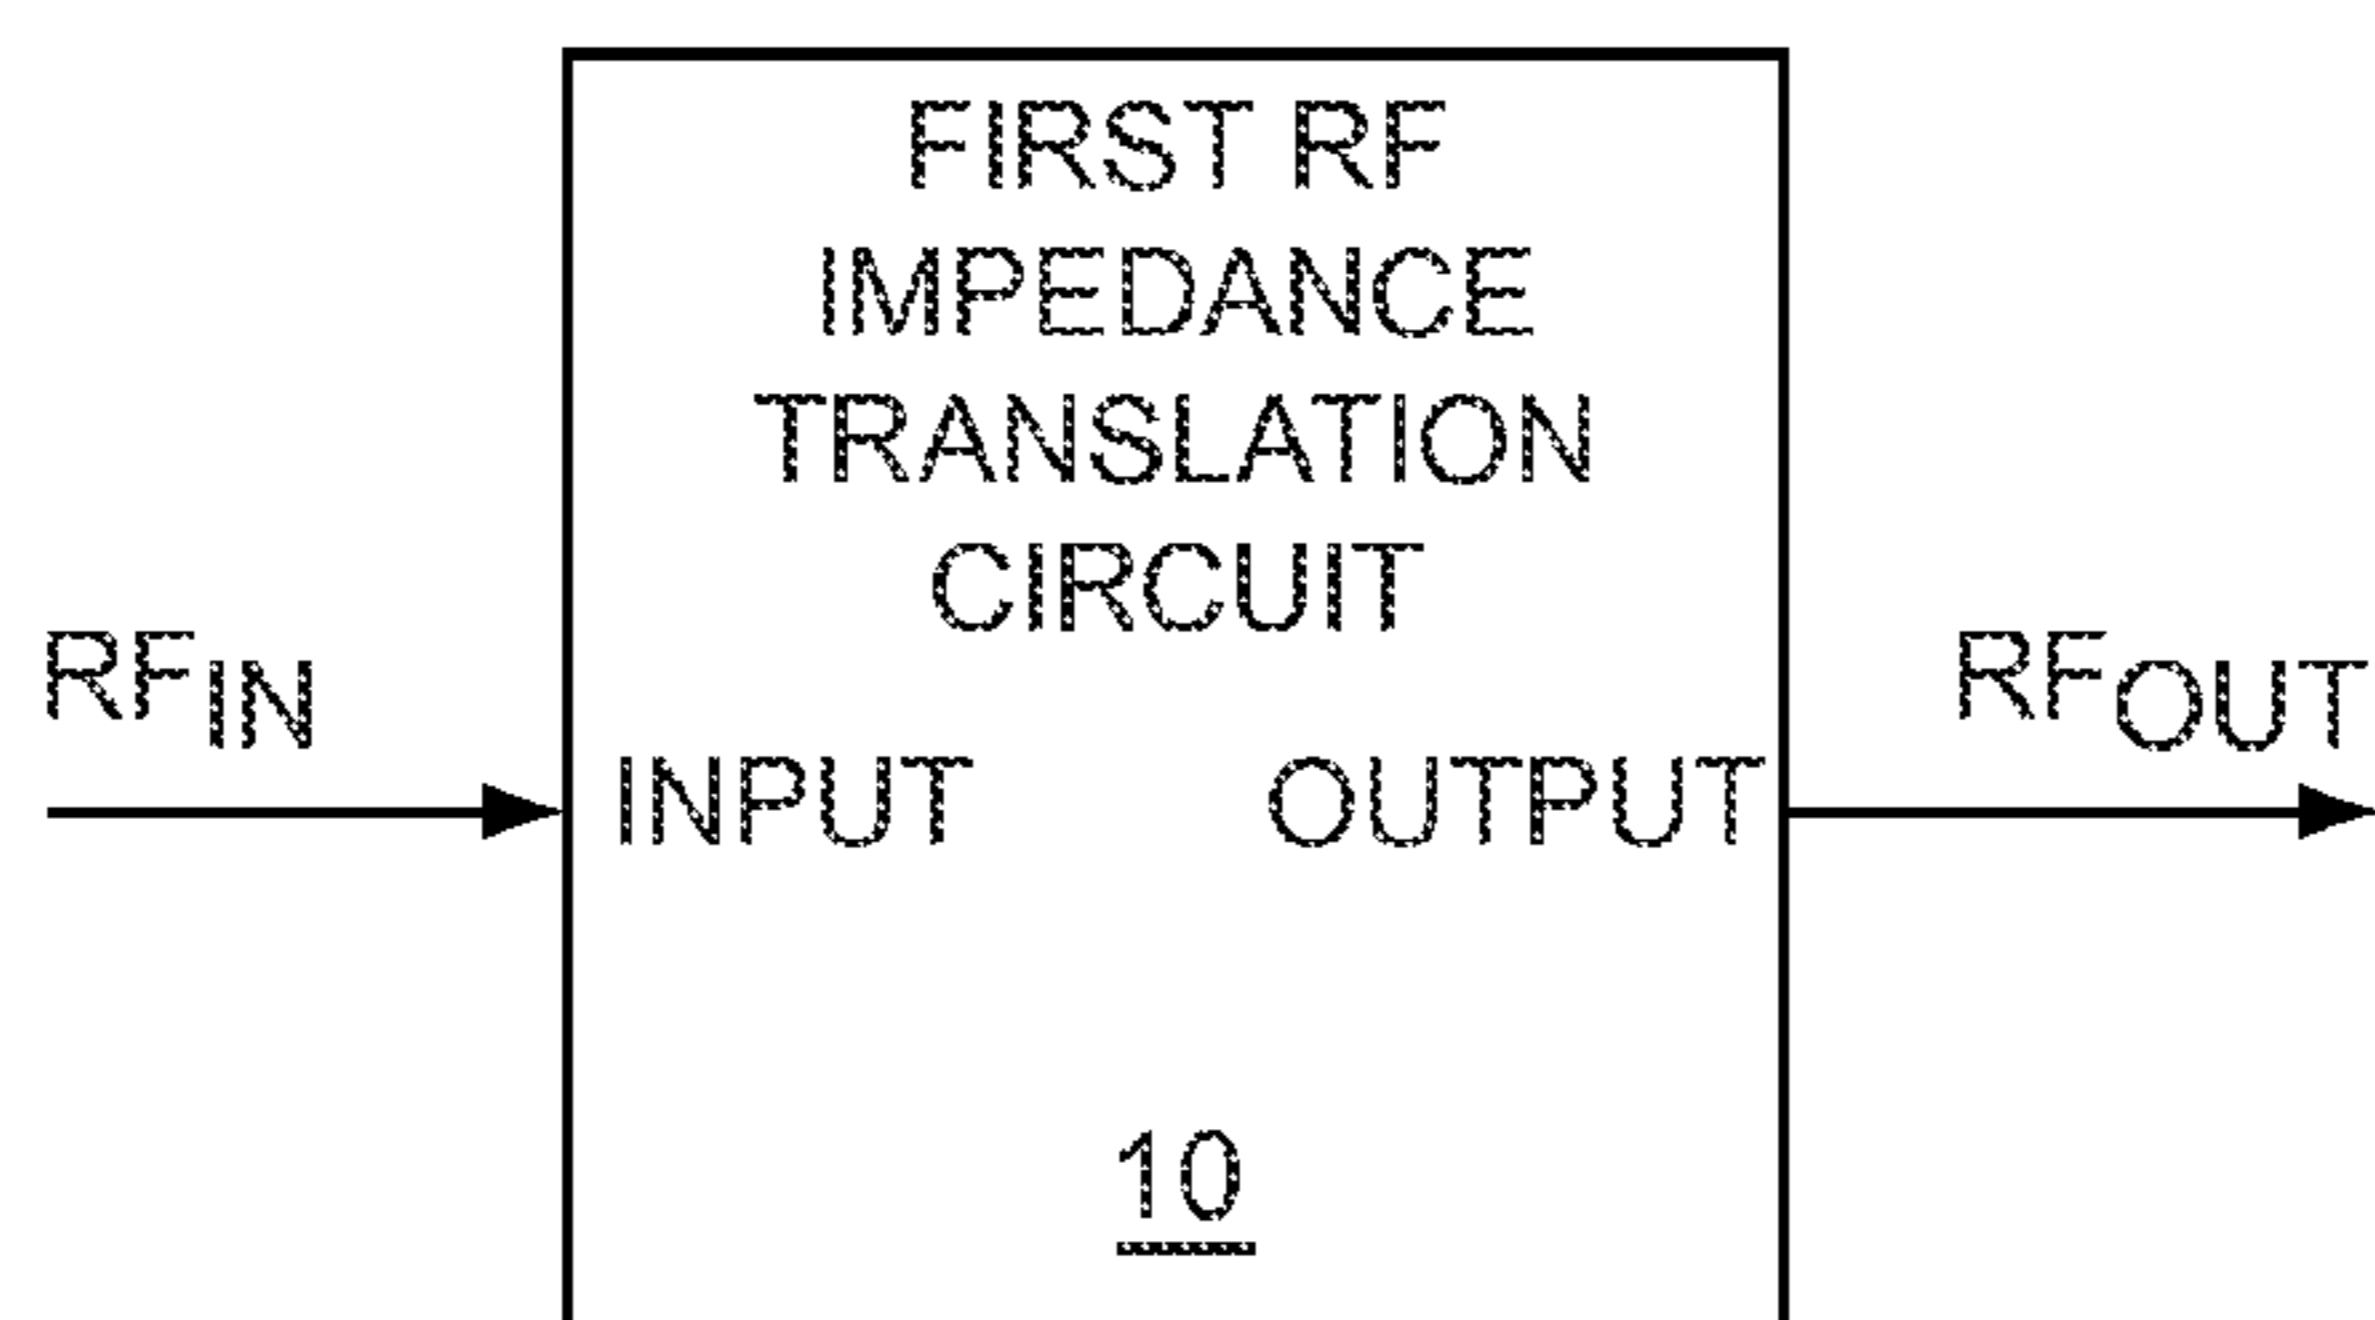 FIRST RF
IMPEDANCE
TRANSLATION
CIRCUIT
RFIN
RFOUT
INPUT
OUTPUT
10